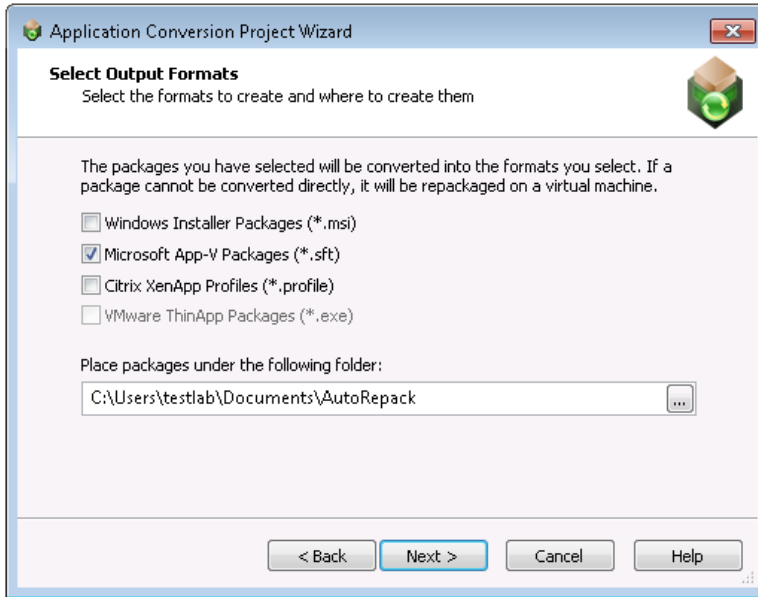 Application Conversion Project Wizard
Select Output Formats
Select the formats to create and where to create them
The packages you have selected will be converted into the formats you select. If a
package cannot be converted directly, it will be repackaged on a virtual machine.
Windows Installer Packages (*.msi)
Microsoft App-V Packages (*.sft)
Citrix XenApp Profiles (*.profile)
VMware ThinApp Packages (*.exe)
Place packages under the following folder:
C:\Users\testlab\Documents\AutoRepack ...
< Back Next > Cancel Help